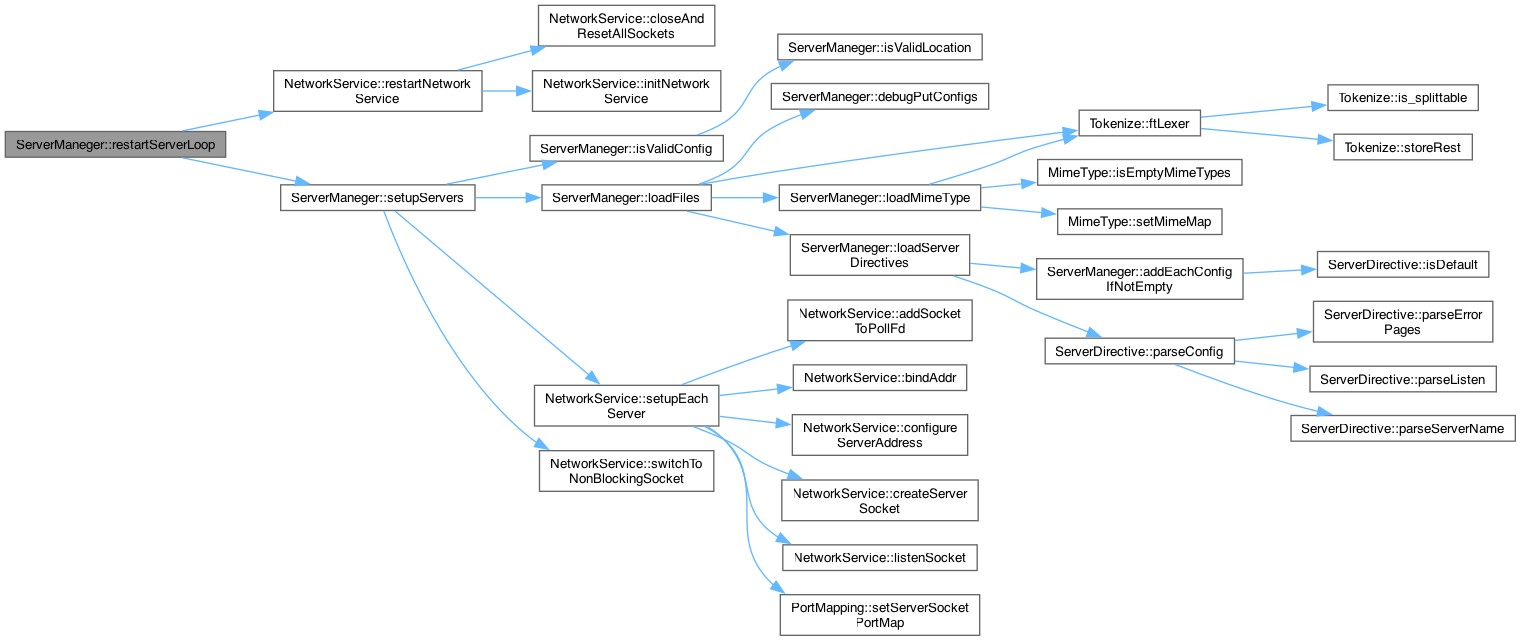 NetworkService::closeAnd
ResetAllSockets
ServerManeger::isValidLocation
NetworkService::restartNetwork
Service
NetworkService::initNetwork
Service
ServerManeger::debugPutConfigs
Tokenize::is_splittable
Tokenize::ftLexer
ServerManeger::restartServerLoop
ServerManeger::isValidConfig
Tokenize::storeRest
MimeType::isEmptyMimeTypes
ServerManeger::setupServers
ServerManeger::loadFiles
ServerManeger::loadMimeType
MimeType::setMimeMap
ServerManeger::loadServer
Directives
ServerManeger::addEachConfig
IfNotEmpty
ServerDirective::isDefault
NetworkService::addSocket
ToPollFd
ServerDirective::parseError
Pages
ServerDirective::parseConfig
NetworkService::bindAddr
ServerDirective::parseListen
NetworkService::setupEach
Server
NetworkService::configure
ServerAddress
ServerDirective::parseServerName
NetworkService::switchTo
NonBlockingSocket
NetworkService::createServer
Socket
NetworkService::listenSocket
PortMapping::setServerSocket
PortMap